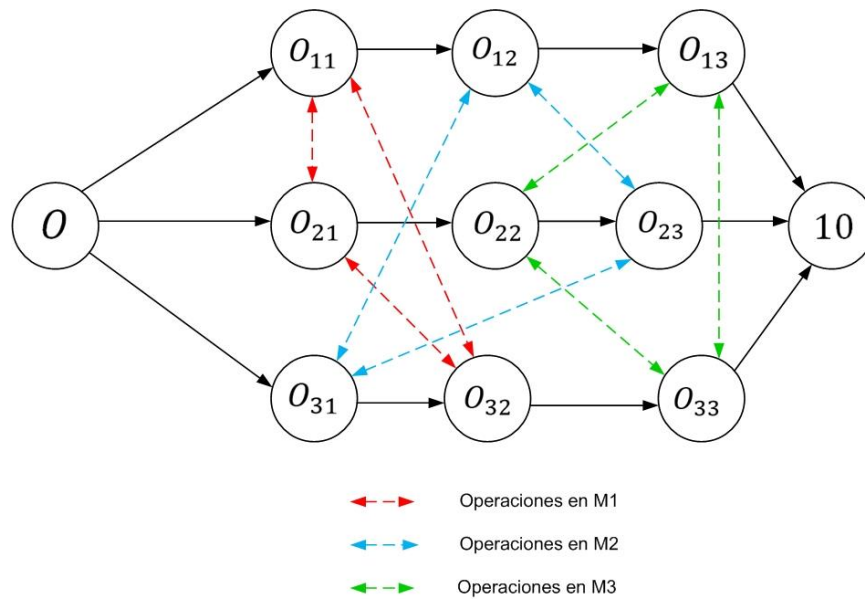 O₁₁ O₁₂ O₁₃
O O₂₁ O₂₂ O₂₃ 10
O₃₁ O₃₂ O₃₃
Operaciones en M1
Operaciones en M2
Operaciones en M3